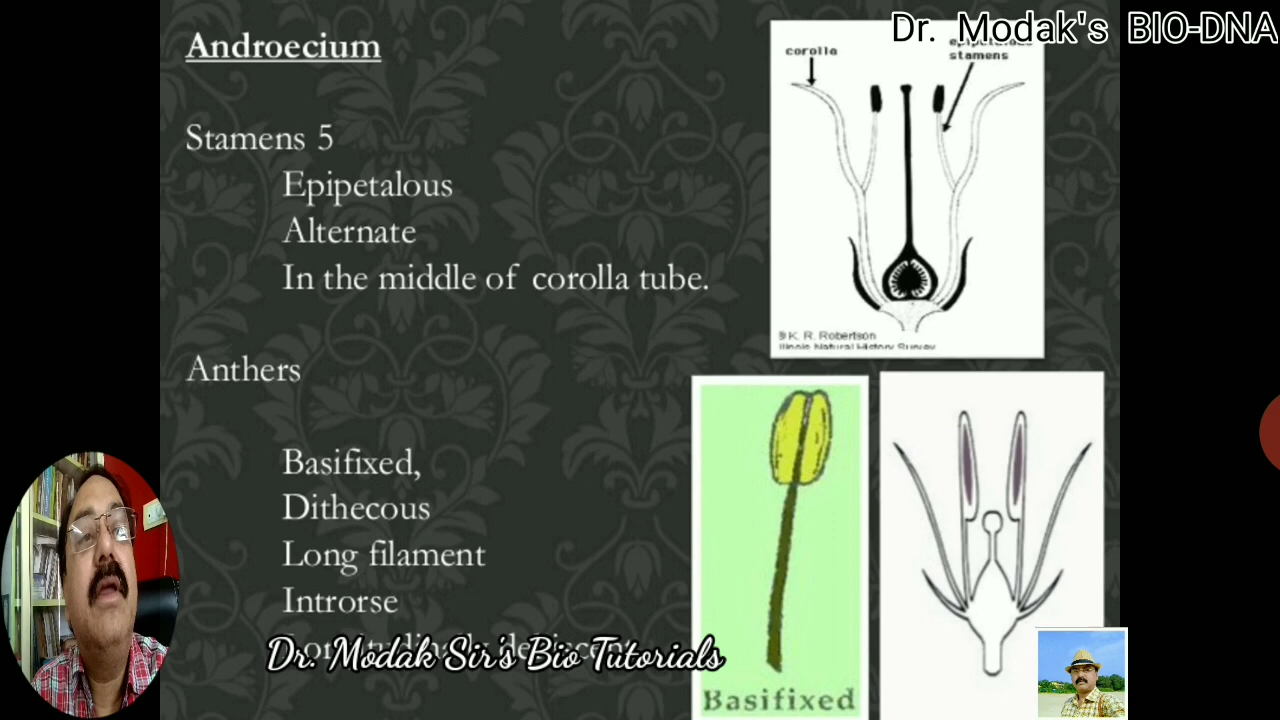 Dr. Modak's BIO-DNA
Androecium
corolla
stamens
Stamens 5
Epipetalous
Alternate
In the middle of corolla tube.
K. R. Robertson
Illinois Natural History Survey
Anthers
Basifixed,
Dithecous
Long filament
Introrse
Dr. Modak Sir's Bio Tutorials
Basifixed